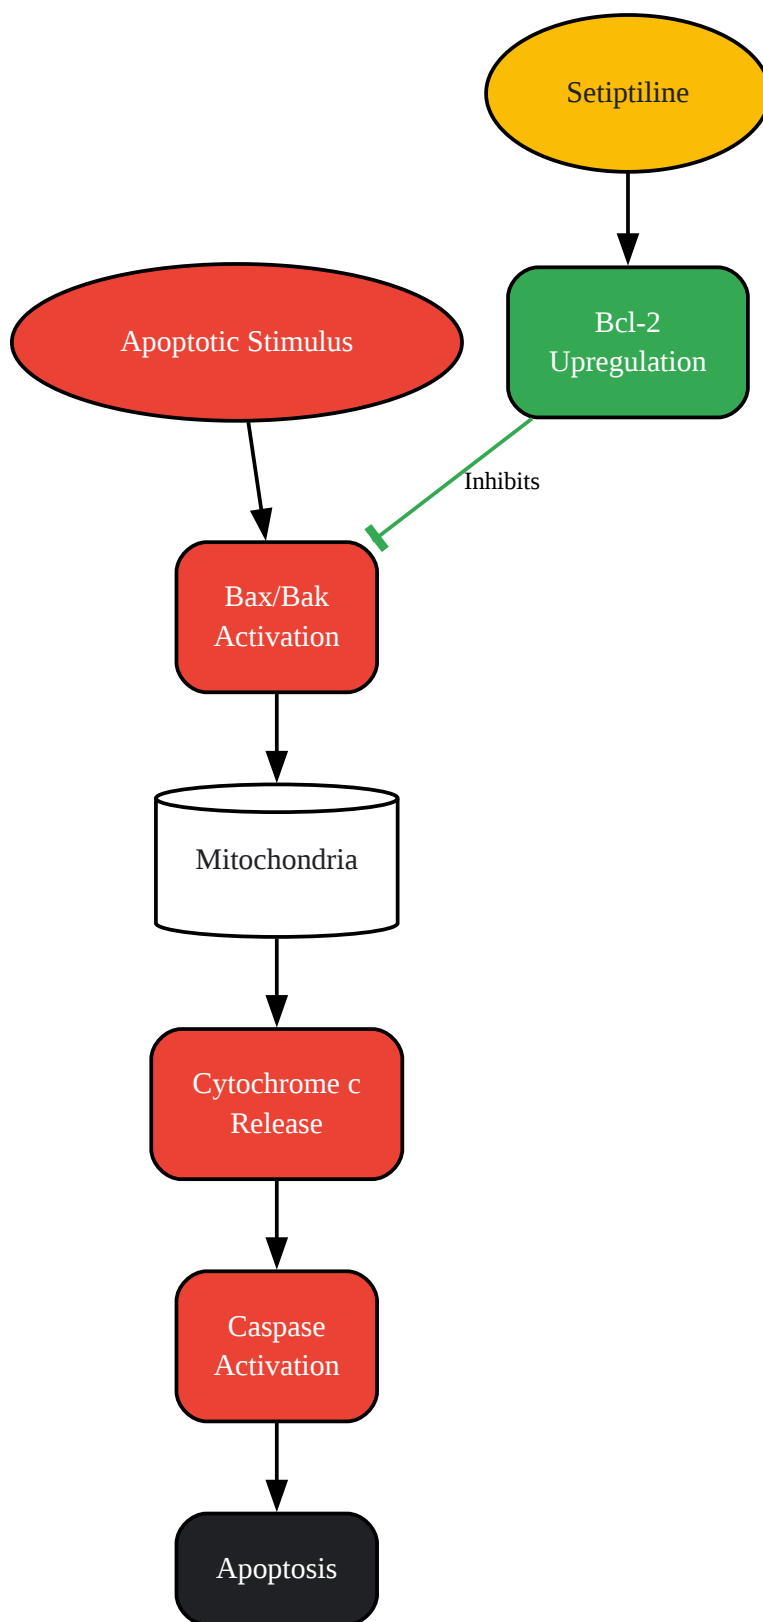 Setiptiline
Apoptotic Stimulus
Bcl-2
Upregulation
Inhibits
Bax/Bak
Activation
Mitochondria
Cytochrome c
Release
Caspase
Activation
Apoptosis